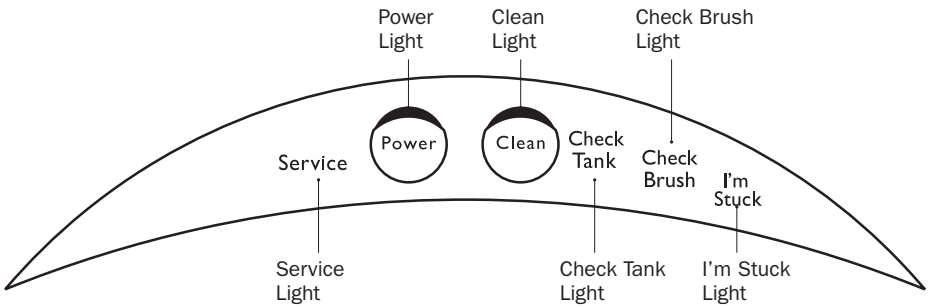 Power
Light
Clean
Light
Check Brush
Light
Service
Power
Clean
Check
Tank
Check
Brush
I'm
Stuck
Service
Light
Check Tank
Light
I'm Stuck
Light